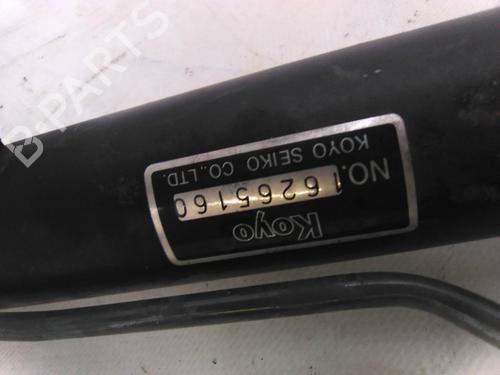 Koyo
NO. 16265160
KOYO SEIKO CO.,LTD.
B-PARTS